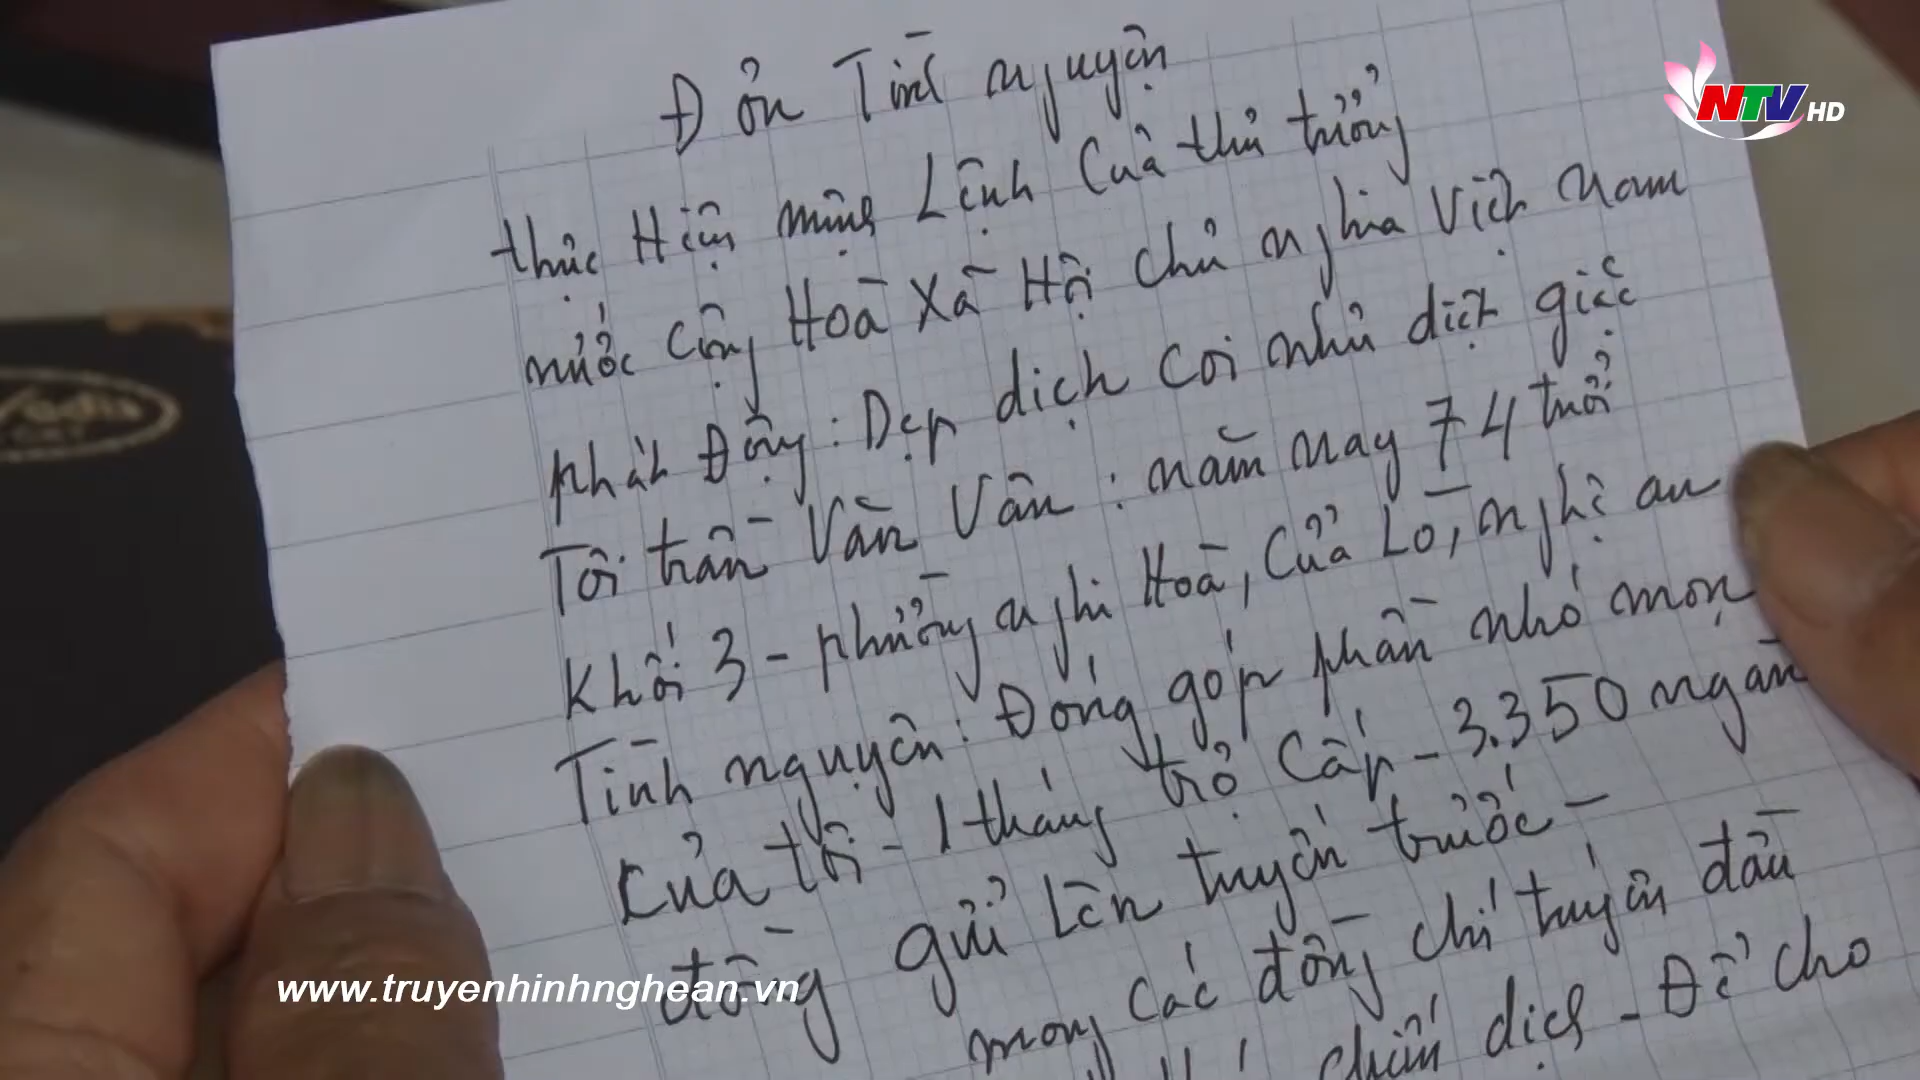 Đơn Tình nguyện
NTV HD
thực Hiện mệnh Lệnh Của thủ tướng
nước Cộng Hoà Xã Hội chủ nghĩa Việt Nam
phát Động: Dẹp dịch Coi như diệt giặc
Tôi trần Văn Vân: năm nay 74 tuổi
Khối 3 - phường nghi Hoà, Cửa Lò, nghệ an
Tình nguyện: Đóng góp phần nhỏ mọn
Của tôi - 1 tháng trợ Cấp - 3.350 ngàn
đồng gửi Lên tuyến trước -
mong các đồng chí tuyến đầu
dịch - Để cho
www.truyenhinhnghean.vn